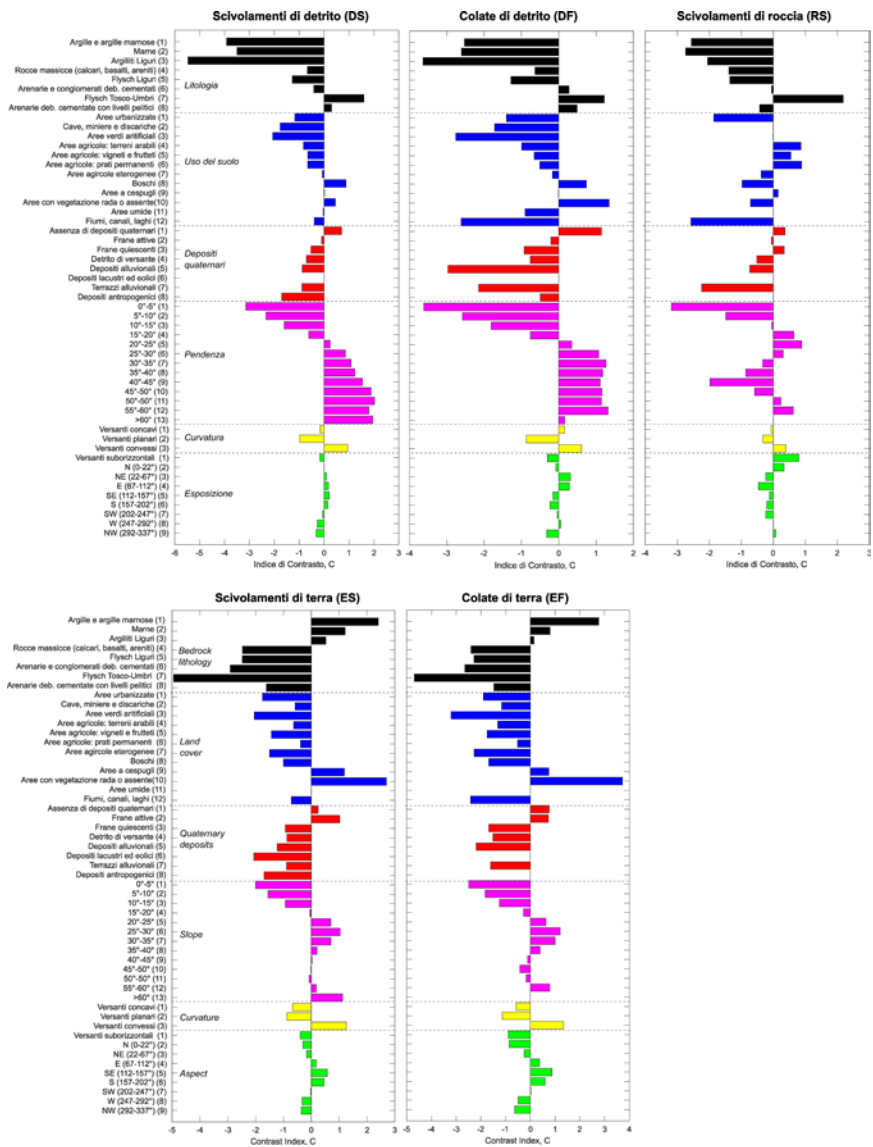 Scivolamenti di detrito (DS)
Colate di detrito (DF)
Scivolamenti di roccia (RS)
Argille e argille marnose (1)
Marne (2)
Argilliti Liguri (3)
Rocce massicce (calcari, basalti, areniti) (4)
Flysch Liguri (5)
Arenarie e conglomerati deb. cementati (6)
Flysch Tosco-Umbri (7)
Arenarie deb. cementate con livelli pelitici (8)
Litologia
Aree urbanizzate (1)
Cave, miniere e discariche (2)
Aree verdi aritificiali (3)
Aree agricole: terreni arabili (4)
Aree agricole: vigneti e frutteti (5)
Aree agricole: prati permanenti (6)
Aree agircole eterogenee (7)
Boschi (8)
Aree a cespugli (9)
Aree con vegetazione rada o assente(10)
Aree umide (11)
Fiumi, canali, laghi (12)
Uso del suolo
Assenza di depositi quaternari (1)
Frane attive (2)
Frane quiescenti (3)
Detrito di versante (4)
Depositi alluvionali (5)
Depositi lacustri ed eolici (6)
Terrazzi alluvionali (7)
Depositi antropogenici (8)
Depositi
quaternari
0°-5° (1)
5°-10° (2)
10°-15° (3)
15°-20° (4)
20°-25° (5)
25°-30° (6)
30°-35° (7)
35°-40° (8)
40°-45° (9)
45°-50° (10)
50°-50° (11)
55°-60° (12)
>60° (13)
Pendenza
Versanti concavi (1)
Versanti planari (2)
Versanti convessi (3)
Curvatura
Versanti suborizzontali (1)
N (0-22°) (2)
NE (22-67°) (3)
E (67-112°) (4)
SE (112-157°) (5)
S (157-202°) (6)
SW (202-247°) (7)
W (247-292°) (8)
NW (292-337°) (9)
Esposizione
-6 -5 -4 -3 -2 -1 0 1 2 3
-4 -3 -2 -1 0 1 2
-4 -3 -2 -1 0 1 2 3
Indice di Contrasto, C
Indice di Contrasto, C
Indice di Contrasto, C
Scivolamenti di terra (ES)
Colate di terra (EF)
Argille e argille marnose (1)
Marne (2)
Argilliti Liguri (3)
Rocce massicce (calcari, basalti, areniti) (4)
Flysch Liguri (5)
Arenarie e conglomerati deb. cementati (6)
Flysch Tosco-Umbri (7)
Arenarie deb. cementate con livelli pelitici (8)
Bedrock
lithology
Aree urbanizzate (1)
Cave, miniere e discariche (2)
Aree verdi aritificiali (3)
Aree agricole: terreni arabili (4)
Aree agricole: vigneti e frutteti (5)
Aree agricole: prati permanenti (6)
Aree agircole eterogenee (7)
Boschi (8)
Aree a cespugli (9)
Aree con vegetazione rada o assente(10)
Aree umide (11)
Fiumi, canali, laghi (12)
Land
cover
Assenza di depositi quaternari (1)
Frane attive (2)
Frane quiescenti (3)
Detrito di versante (4)
Depositi alluvionali (5)
Depositi lacustri ed eolici (6)
Terrazzi alluvionali (7)
Depositi antropogenici (8)
Quaternary
deposits
0°-5° (1)
5°-10° (2)
10°-15° (3)
15°-20° (4)
20°-25° (5)
25°-30° (6)
30°-35° (7)
35°-40° (8)
40°-45° (9)
45°-50° (10)
50°-50° (11)
55°-60° (12)
>60° (13)
Slope
Versanti concavi (1)
Versanti planari (2)
Versanti convessi (3)
Curvature
Versanti suborizzontali (1)
N (0-22°) (2)
NE (22-67°) (3)
E (67-112°) (4)
SE (112-157°) (5)
S (157-202°) (6)
SW (202-247°) (7)
W (247-292°) (8)
NW (292-337°) (9)
Aspect
-5 -4 -3 -2 -1 0 1 2 3
-5 -4 -3 -2 -1 0 1 2 3 4
Contrast Index, C
Contrast Index, C